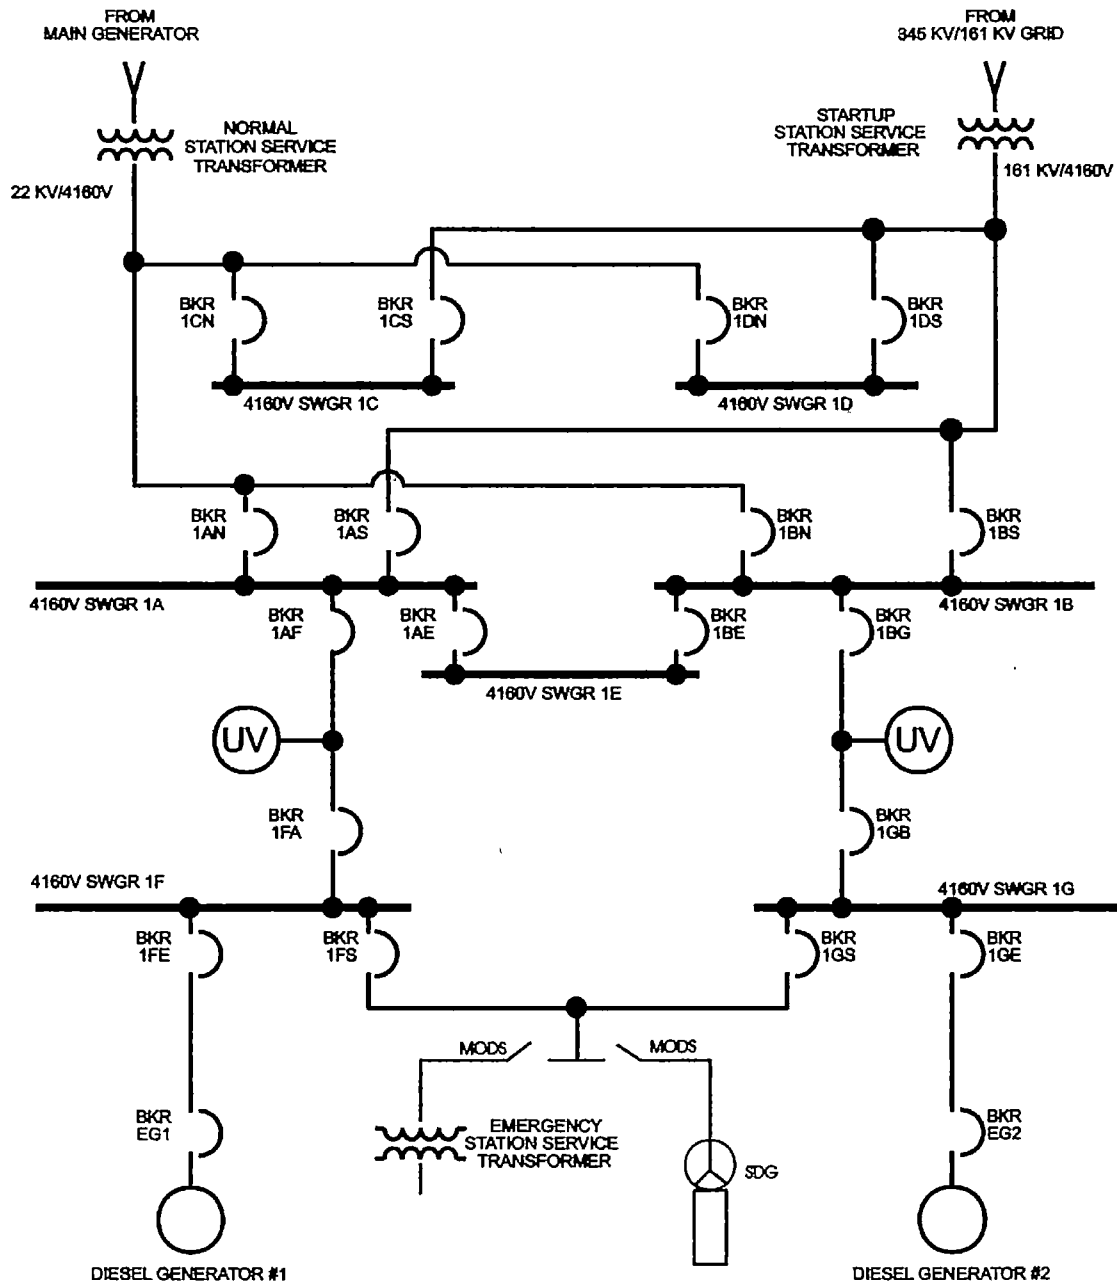 FROM
MAIN GENERATOR
FROM
345 KV/161 KV GRID
NORMAL
STATION SERVICE
TRANSFORMER
STARTUP
STATION SERVICE
TRANSFORMER
22 KV/4160V
161 KV/4160V
BKR
1CN
BKR
1CS
BKR
1DN
BKR
1DS
4160V SWGR 1C
4160V SWGR 1D
BKR
1AN
BKR
1AS
BKR
1BN
BKR
1BS
4160V SWGR 1A
4160V SWGR 1B
BKR
1AF
BKR
1AE
BKR
1BE
BKR
1BG
4160V SWGR 1E
UV
UV
BKR
1FA
BKR
1GB
4160V SWGR 1F
4160V SWGR 1G
BKR
1FE
BKR
1FS
BKR
1GS
BKR
1GE
MODS
MODS
BKR
EG1
EMERGENCY
STATION SERVICE
TRANSFORMER
SDG
BKR
EG2
DIESEL GENERATOR #1
DIESEL GENERATOR #2